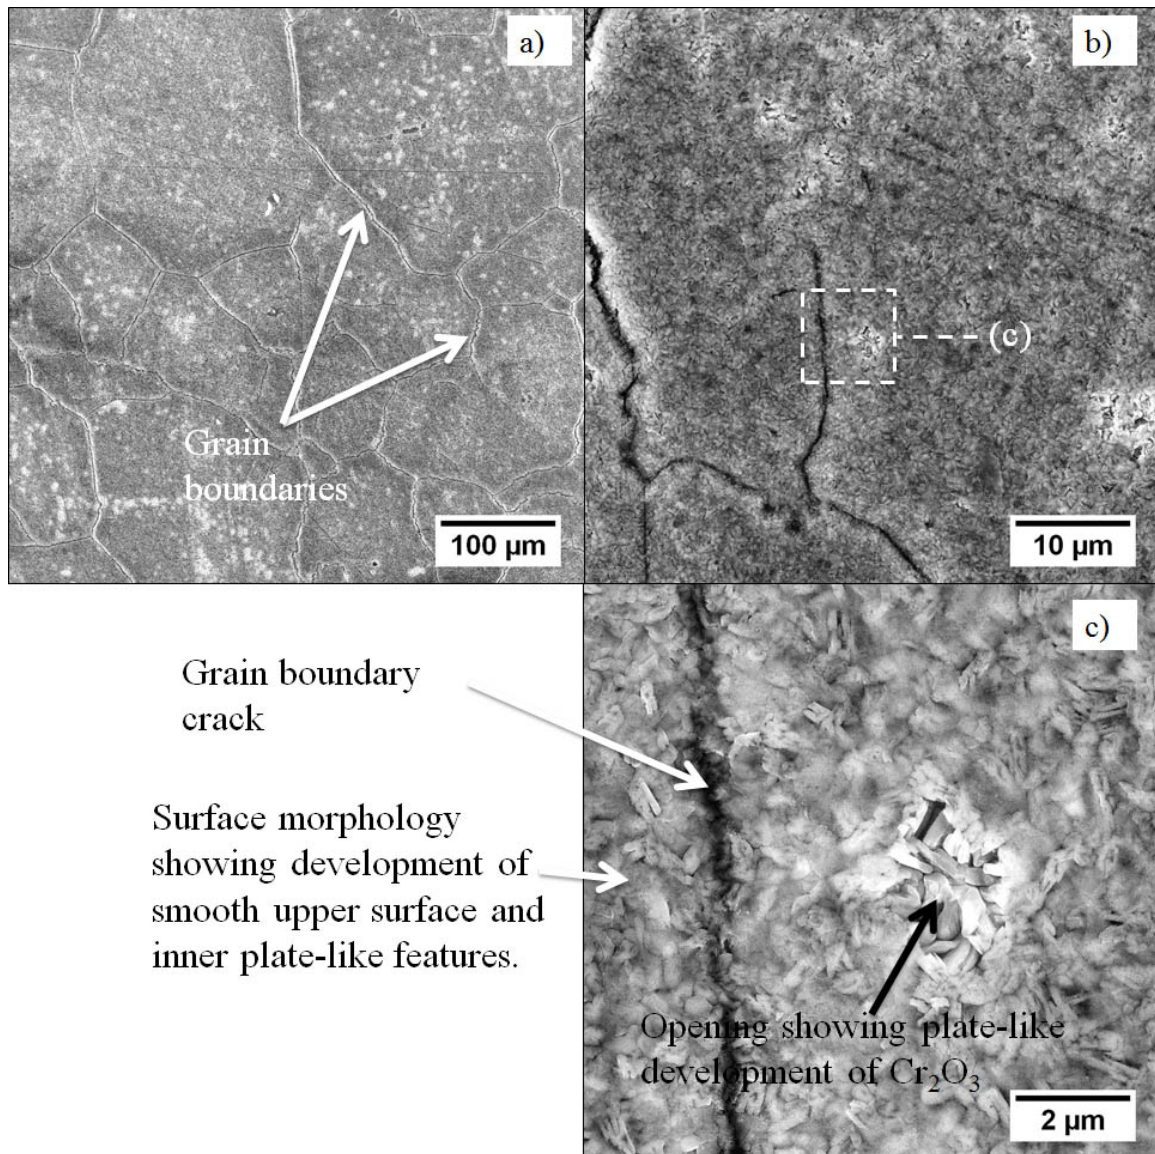 a)
b)
(c)
Grain
boundaries
100 µm
10 µm
c)
Grain boundary
crack
Surface morphology
showing development of
smooth upper surface and
inner plate-like features.
Opening showing plate-like
development of Cr₂O₃
2 µm